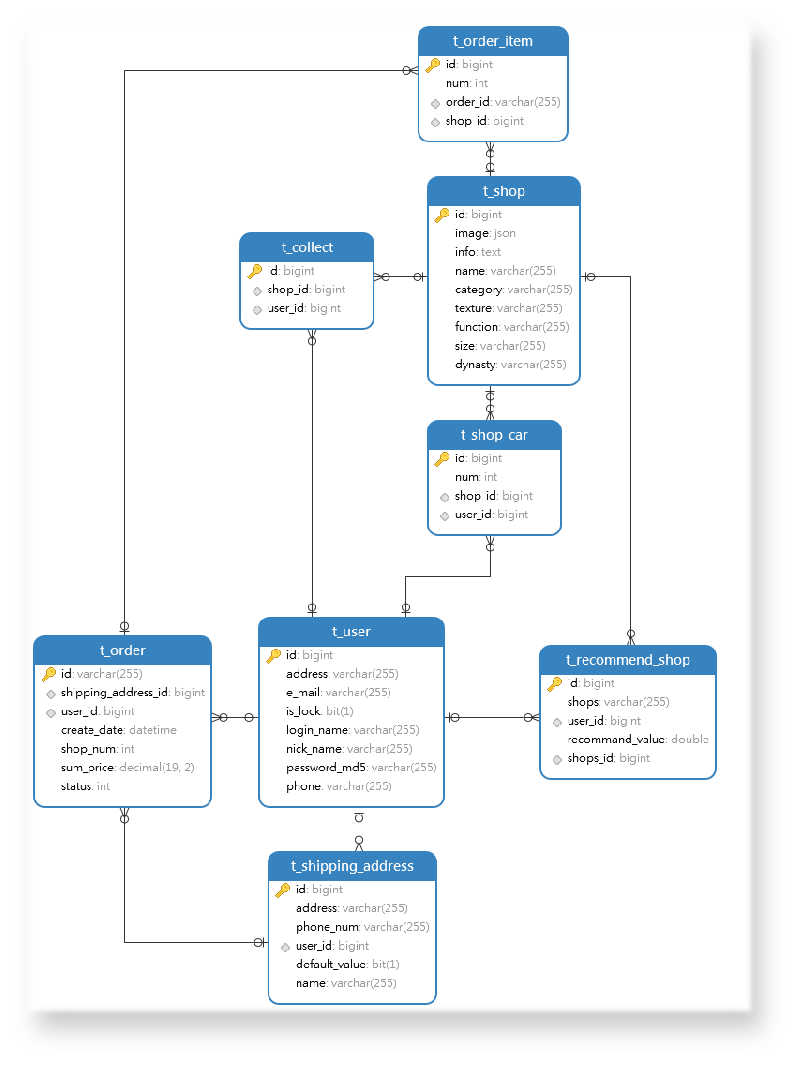 t_order_item
id: bigint
num: int
order_id: varchar(255)
shop_id: bigint
t_shop
id: bigint
image: json
info: text
name: varchar(255)
category: varchar(255)
texture: varchar(255)
function: varchar(255)
size: varchar(255)
dynasty: varchar(255)
t_collect
id: bigint
shop_id: bigint
user_id: bigint
t_shop_car
id: bigint
num: int
shop_id: bigint
user_id: bigint
t_order
id: varchar(255)
shipping_address_id: bigint
user_id: bigint
create_date: datetime
shop_num: int
sum_price: decimal(19, 2)
status: int
t_user
id: bigint
address: varchar(255)
e_mail: varchar(255)
is_lock: bit(1)
login_name: varchar(255)
nick_name: varchar(255)
password_md5: varchar(255)
phone: varchar(255)
t_recommend_shop
id: bigint
shops: varchar(255)
user_id: bigint
recommand_value: double
shops_id: bigint
t_shipping_address
id: bigint
address: varchar(255)
phone_num: varchar(255)
user_id: bigint
default_value: bit(1)
name: varchar(255)